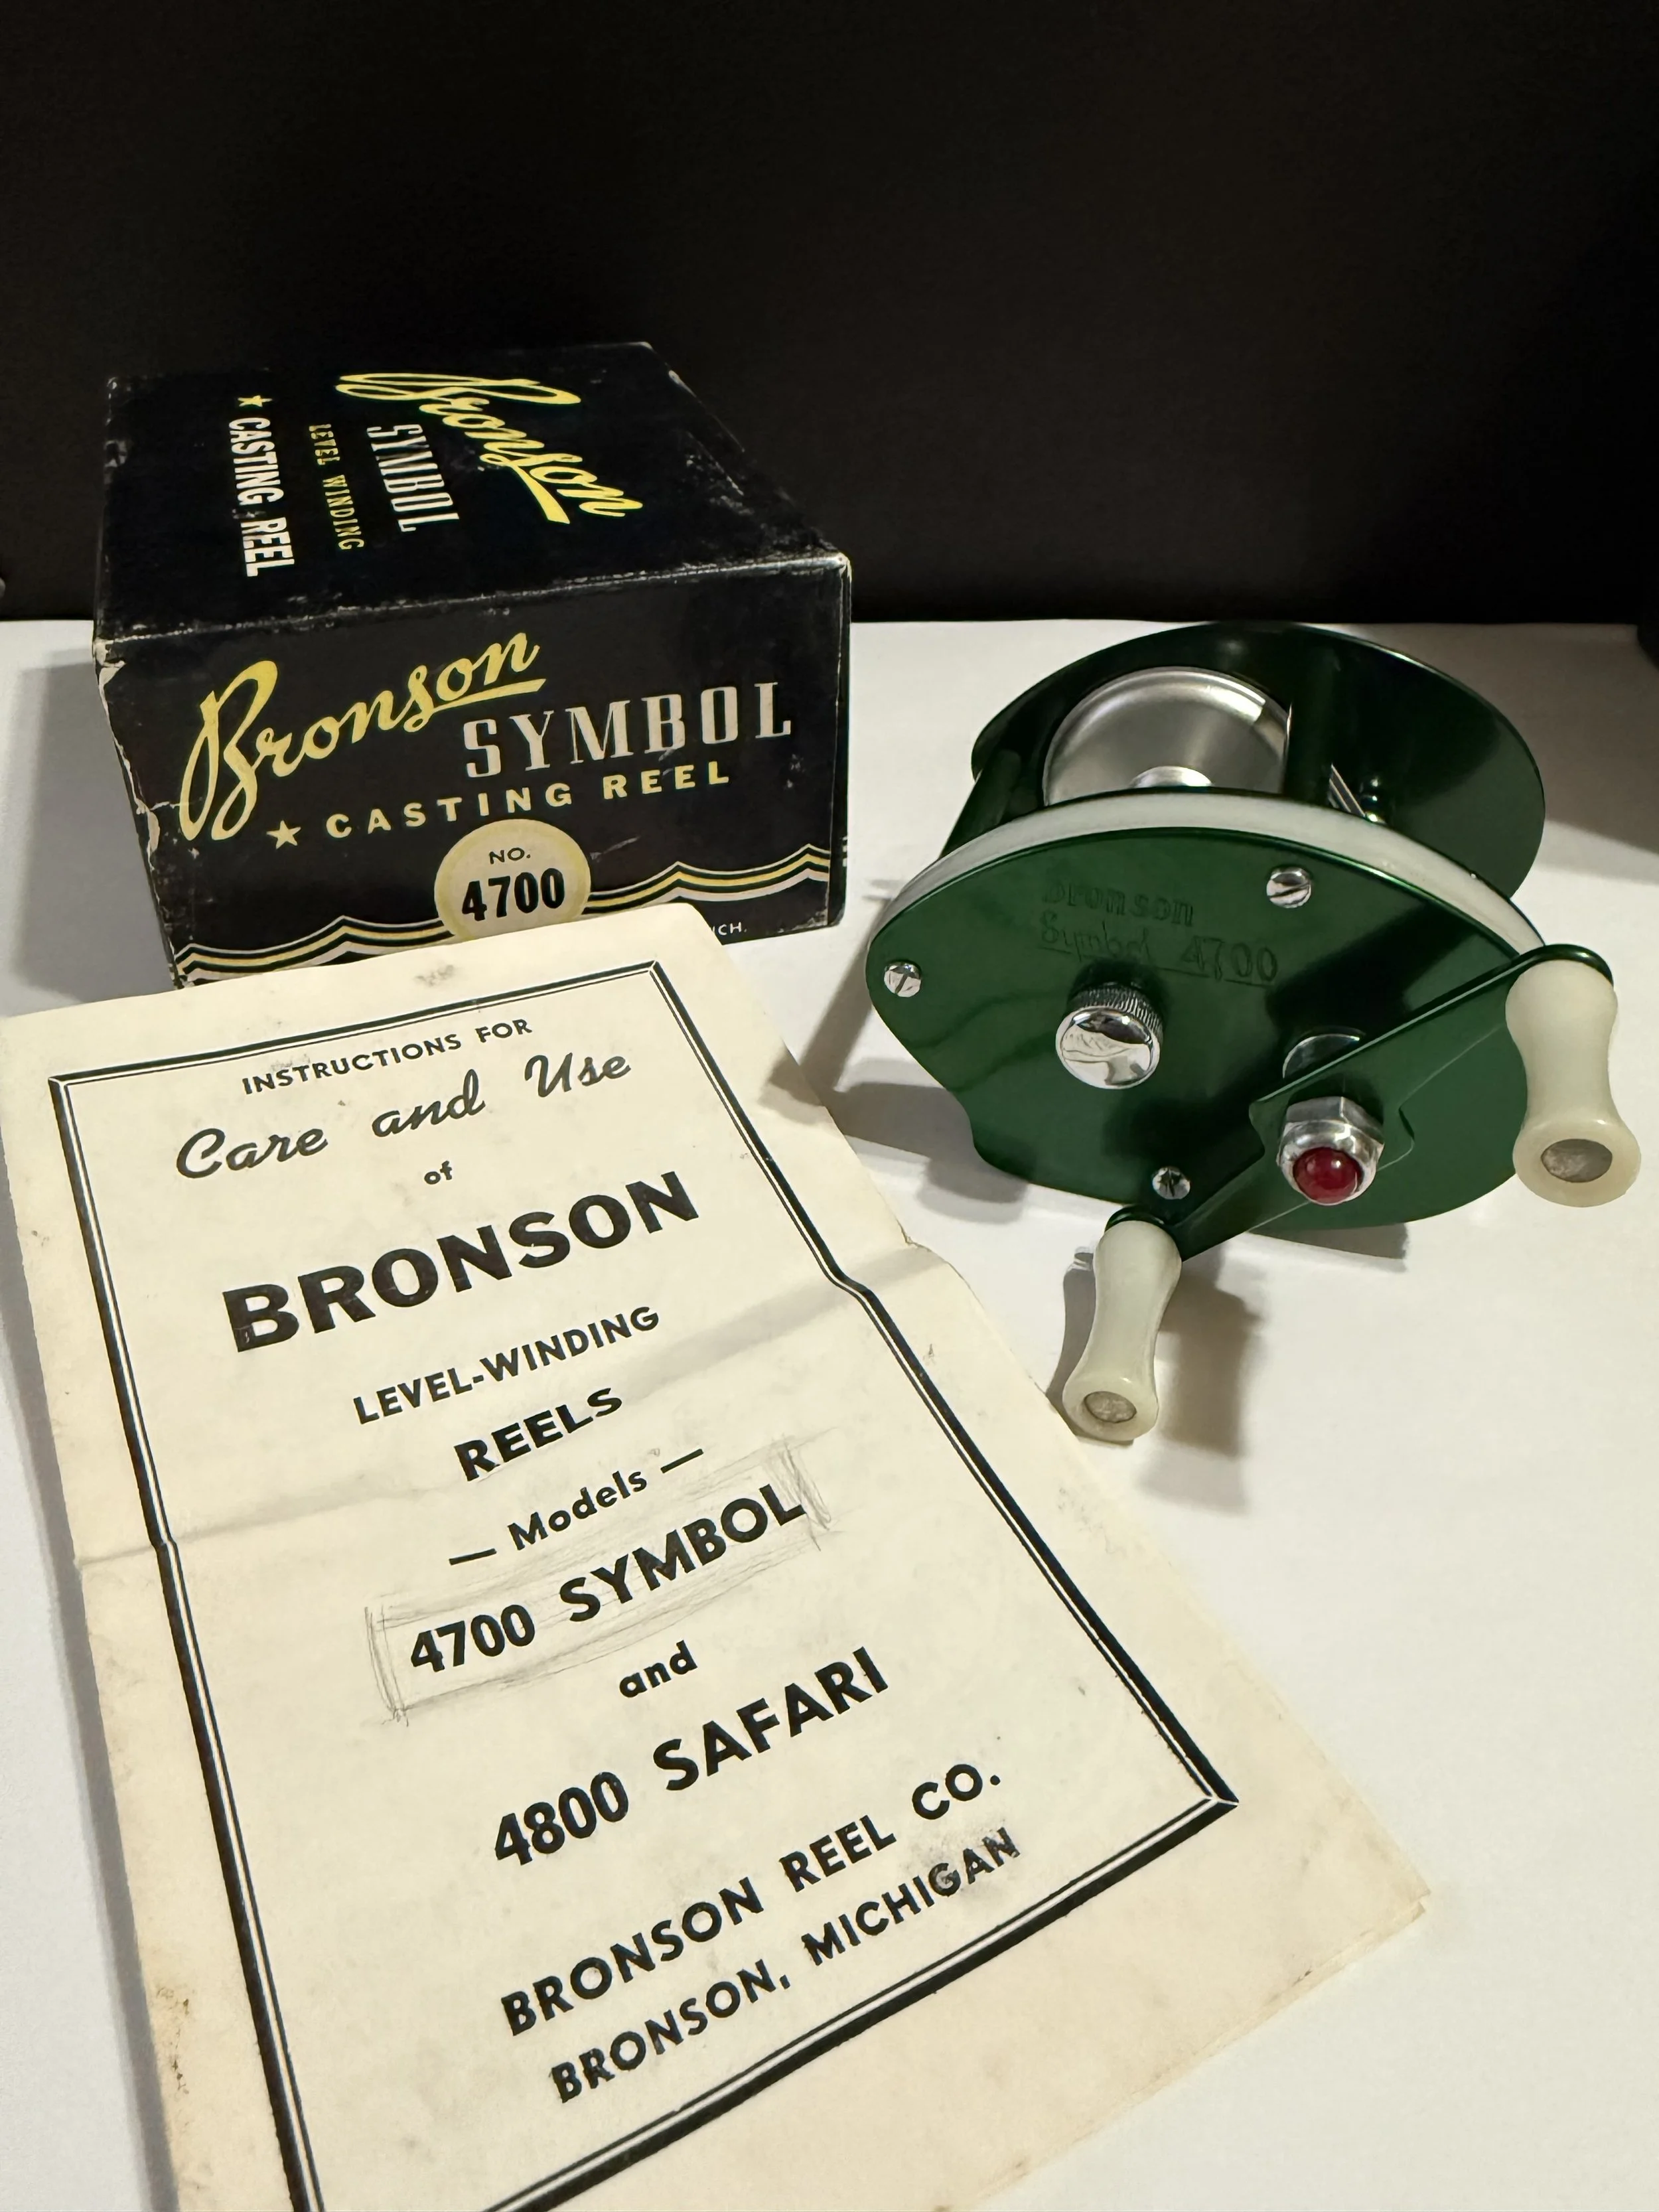 Bronson
SYMBOL
LEVEL WINDING
★ CASTING REEL
Bronson
SYMBOL
★ CASTING REEL
NO.
4700
ICH.
Bronson
Symbol 4700
INSTRUCTIONS FOR
Care and Use
of
BRONSON
LEVEL-WINDING
REELS
— Models —
4700 SYMBOL
and
4800 SAFARI
BRONSON REEL CO.
BRONSON, MICHIGAN